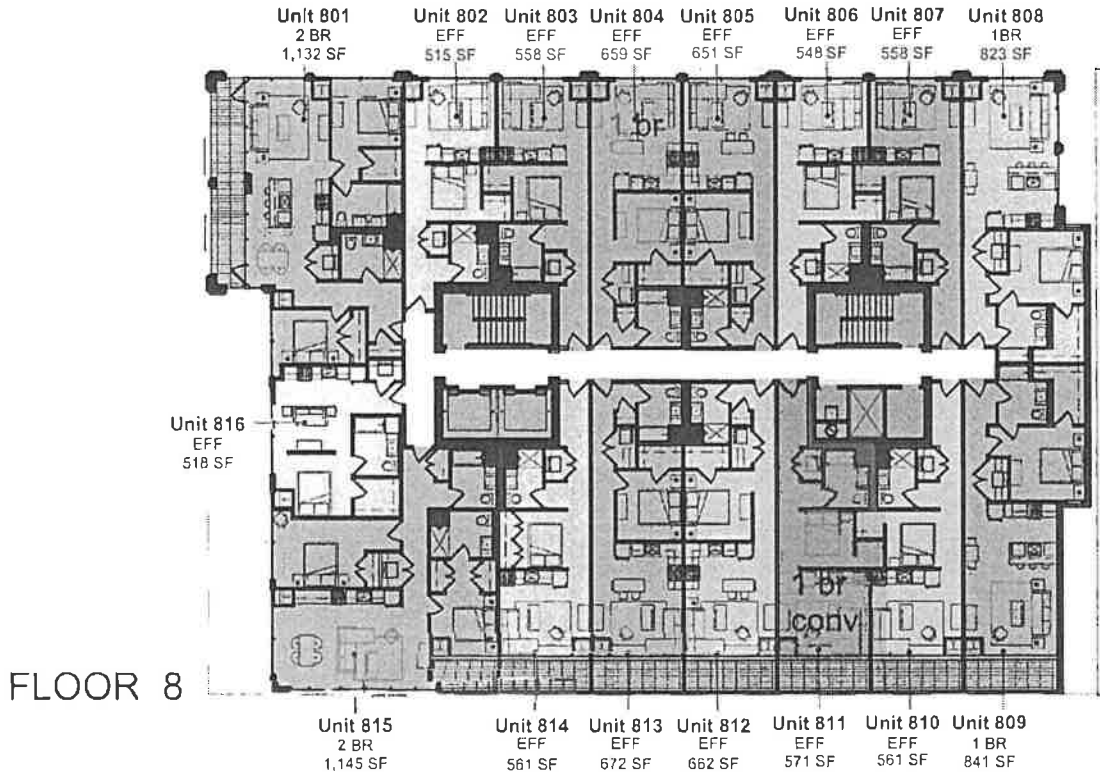 Unit 801
2 BR
1,132 SF
Unit 802
EFF
515 SF
Unit 803
EFF
558 SF
Unit 804
EFF
659 SF
Unit 805
EFF
651 SF
Unit 806
EFF
548 SF
Unit 807
EFF
558 SF
Unit 808
1BR
823 SF
1 br
Unit 816
EFF
518 SF
1 br
conv
FLOOR 8
Unit 815
2 BR
1,145 SF
Unit 814
EFF
561 SF
Unit 813
EFF
672 SF
Unit 812
EFF
662 SF
Unit 811
EFF
571 SF
Unit 810
EFF
561 SF
Unit 809
1 BR
841 SF